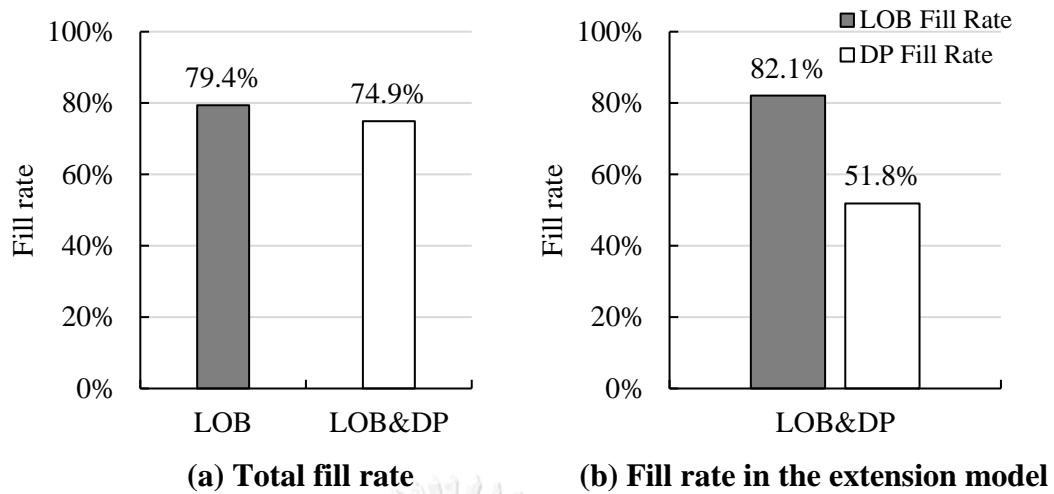 100%
80%
60%
40%
20%
0%
Fill rate
79.4%
74.9%
LOB
LOB&DP
(a) Total fill rate
LOB Fill Rate
DP Fill Rate
100%
80%
60%
40%
20%
0%
Fill rate
82.1%
51.8%
LOB&DP
(b) Fill rate in the extension model